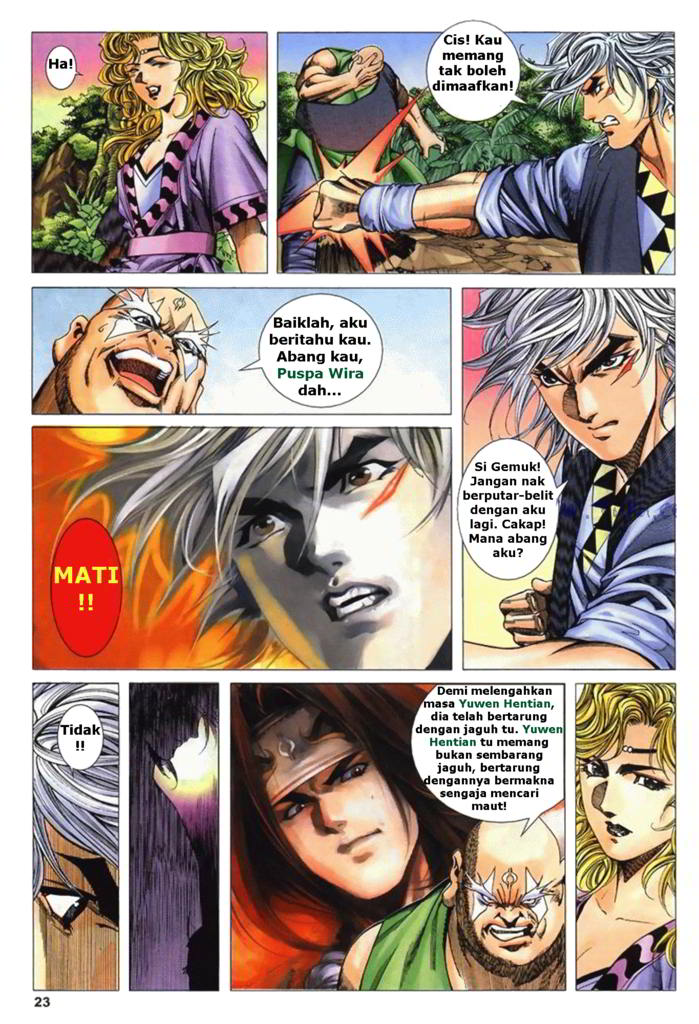 Ha!
Cis! Kau
memang
tak boleh
dimaafkan!
Baiklah, aku
beritahu kau.
Abang kau,
Puspa Wira
dah...
Si Gemuk!
Jangan nak
berputar-belit
dengan aku
lagi. Cakap!
Mana abang
aku?
MATI
!!
Tidak
!!
Demi melengahkan
masa Yuwen Hentian,
dia telah bertarung
dengan jaguh tu. Yuwen
Hentian tu memang
bukan sembarang
jaguh, bertarung
dengannya bermakna
sengaja mencari
maut!
23